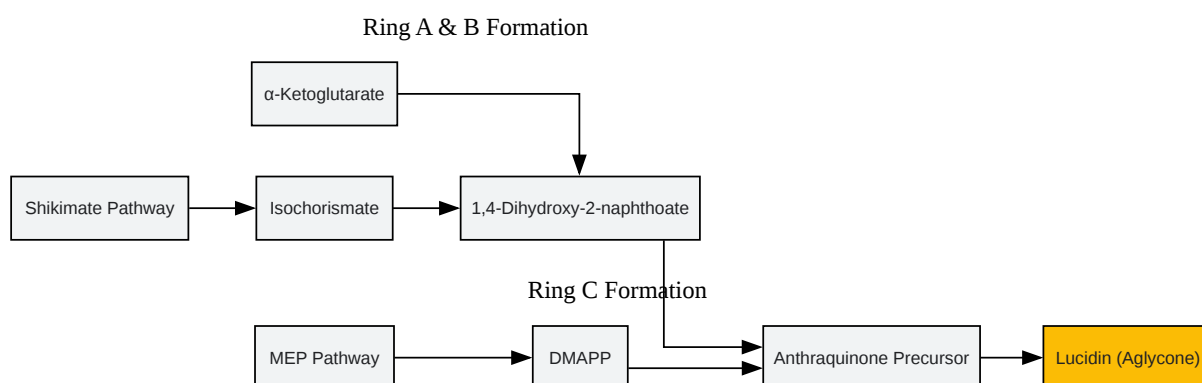 Ring A & B Formation
α-Ketoglutarate
Shikimate Pathway
Isochorismate
1,4-Dihydroxy-2-naphthoate
Ring C Formation
MEP Pathway
DMAPP
Anthraquinone Precursor
Lucidin (Aglycone)